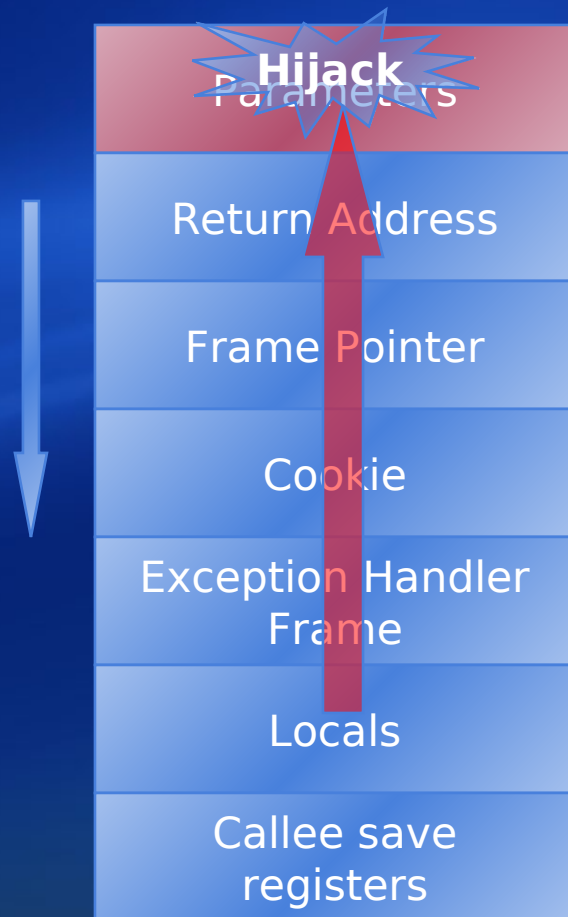 Hijack
Parameters
Return Address
Frame Pointer
Cookie
Exception Handler
Frame
Locals
Callee save
registers